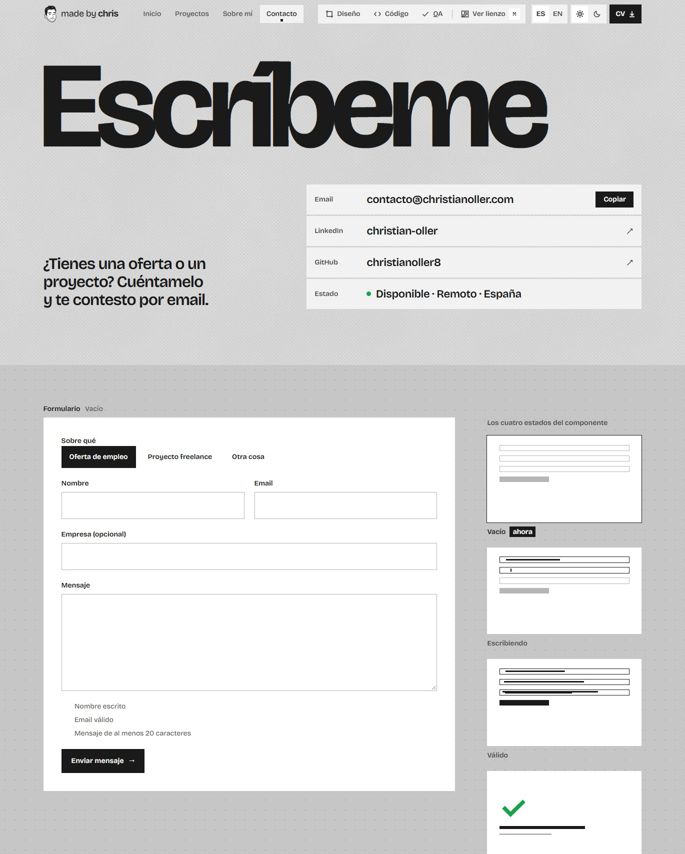 made by chris
Inicio Proyectos Sobre mí Contacto
Diseño Código QA Ver lienzo M
ES EN
CV
Escríbeme
¿Tienes una oferta o un
proyecto? Cuéntamelo
y te contesto por email.
Email contacto@christianoller.com Copiar
LinkedIn christian-oller ↗
GitHub christianoller8 ↗
Estado Disponible · Remoto · España
Formulario Vacío
Sobre qué
Oferta de empleo Proyecto freelance Otra cosa
Nombre Email
Empresa (opcional)
Mensaje
Nombre escrito
Email válido
Mensaje de al menos 20 caracteres
Enviar mensaje →
Los cuatro estados del componente
Vacío ahora
Escribiendo
Válido